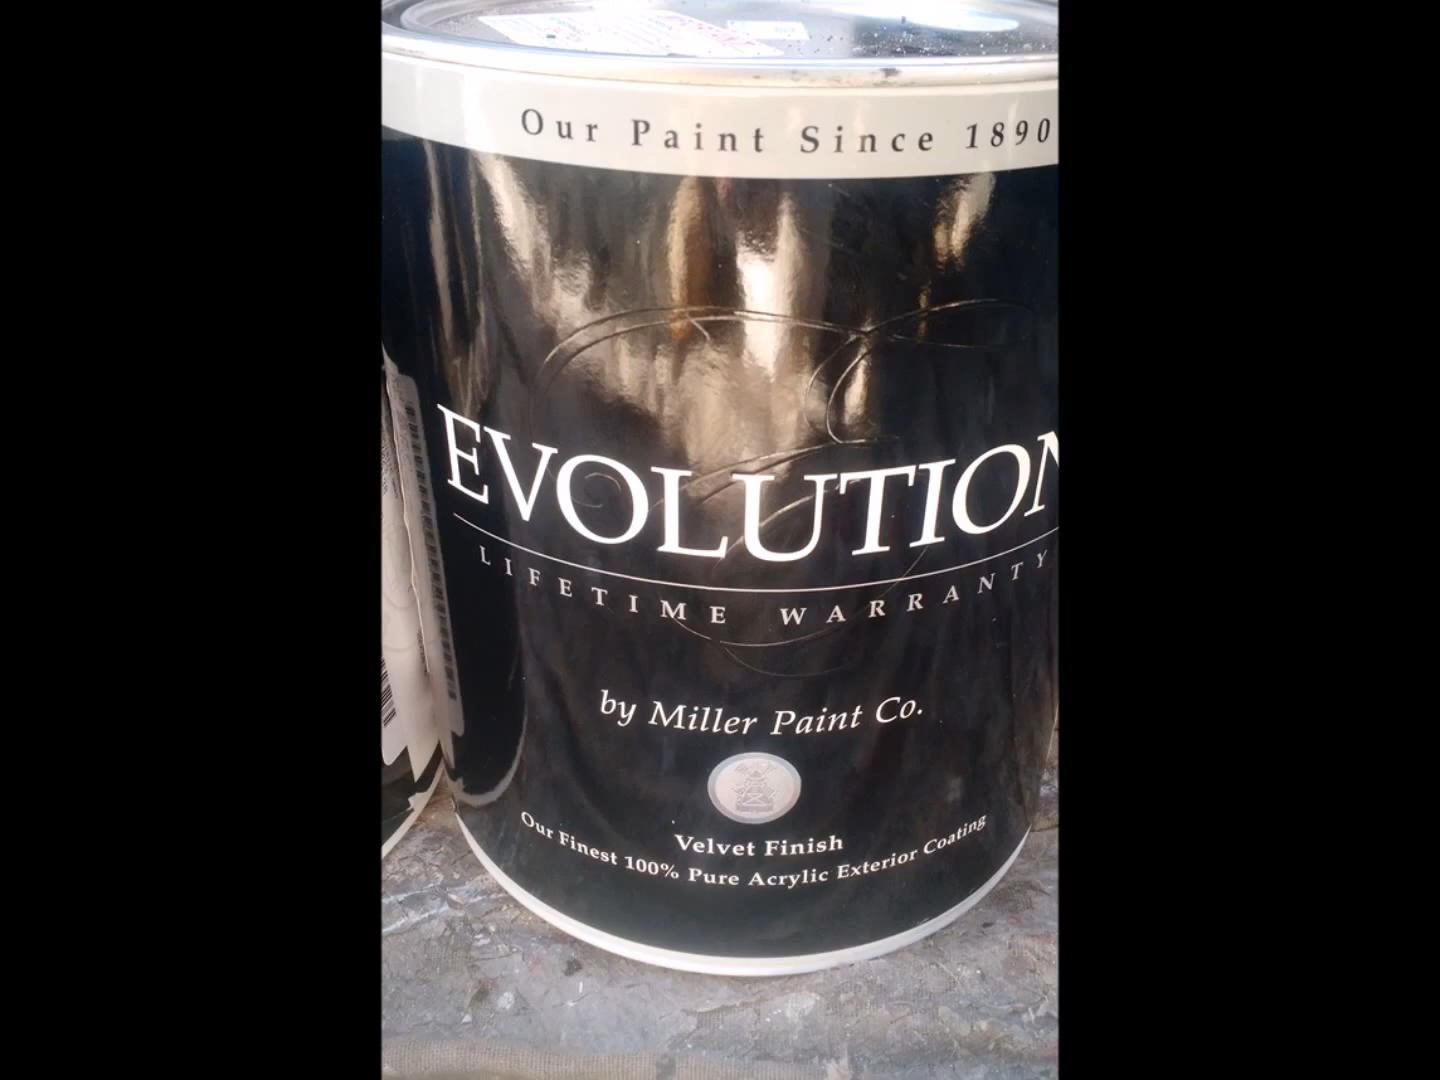 Our Paint Since 1890
EVOLUTION
LIFETIME WARRANTY
by Miller Paint Co.
Velvet Finish
Our Finest 100% Pure Acrylic Exterior Coating